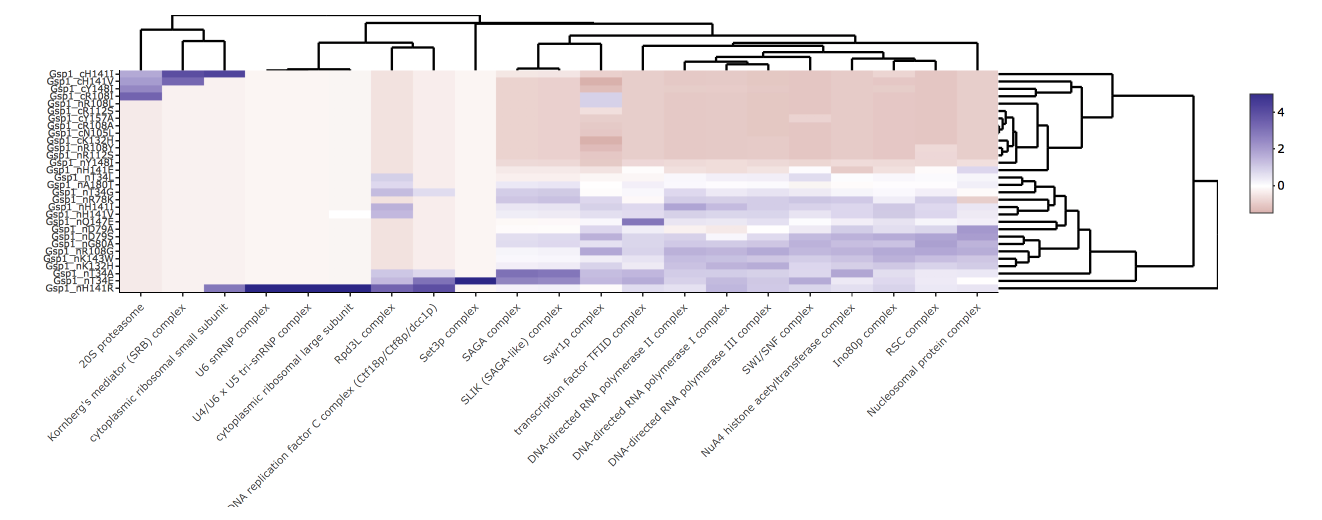 Gsp1_cH141I
Gsp1_cH141V
Gsp1_cY148I
Gsp1_cR108I
Gsp1_nR108L
Gsp1_cR112S
Gsp1_cY157A
Gsp1_cR108A
Gsp1_cN105L
Gsp1_cK132H
Gsp1_nR108Y
Gsp1_nR112S
Gsp1_nY148I
Gsp1_nH141E
Gsp1_nT34L
Gsp1_nA180T
Gsp1_nT34G
Gsp1_nR78K
Gsp1_nH141I
Gsp1_nH141V
Gsp1_nQ147E
Gsp1_nD79A
Gsp1_nD79S
Gsp1_nG80A
Gsp1_nR108G
Gsp1_nK143W
Gsp1_nK132H
Gsp1_nT34A
Gsp1_nT34E
Gsp1_nH141R
4
2
0
20S proteasome
Kornberg's mediator (SRB) complex
cytoplasmic ribosomal small subunit
U6 snRNP complex
U4/U6 x U5 tri-snRNP complex
cytoplasmic ribosomal large subunit
Rpd3L complex
DNA replication factor C complex (Ctf18p/Ctf8p/dcc1p)
Set3p complex
SAGA complex
SLIK (SAGA-like) complex
Swr1p complex
transcription factor TFIID complex
DNA-directed RNA polymerase II complex
DNA-directed RNA polymerase I complex
DNA-directed RNA polymerase III complex
SWI/SNF complex
NuA4 histone acetyltransferase complex
Ino80p complex
RSC complex
Nucleosomal protein complex